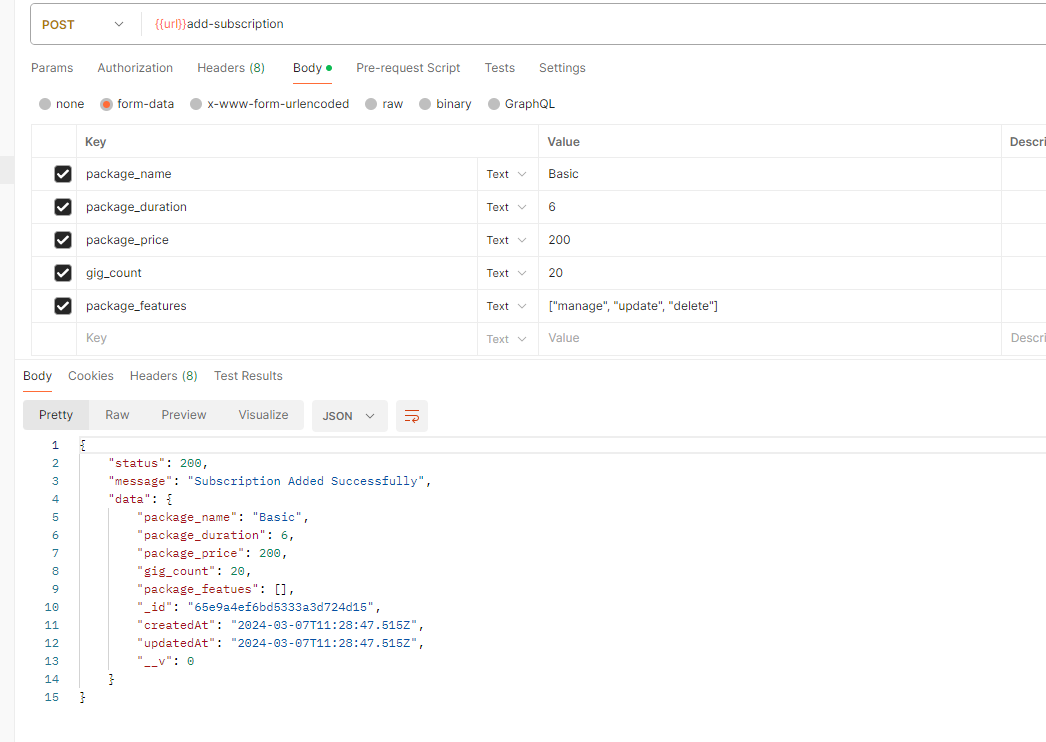 POST {{url}}add-subscription
Params Authorization Headers (8) Body Pre-request Script Tests Settings
none form-data x-www-form-urlencoded raw binary GraphQL
Key Value Descri
package_name Text Basic
package_duration Text 6
package_price Text 200
gig_count Text 20
package_features Text ["manage", "update", "delete"]
Key Text Value Descri
Body Cookies Headers (8) Test Results
Pretty Raw Preview Visualize JSON
1 {
2 "status": 200,
3 "message": "Subscription Added Successfully",
4 "data": {
5 "package_name": "Basic",
6 "package_duration": 6,
7 "package_price": 200,
8 "gig_count": 20,
9 "package_featues": [],
10 "_id": "65e9a4ef6bd5333a3d724d15",
11 "createdAt": "2024-03-07T11:28:47.515Z",
12 "updatedAt": "2024-03-07T11:28:47.515Z",
13 "__v": 0
14 }
15 }